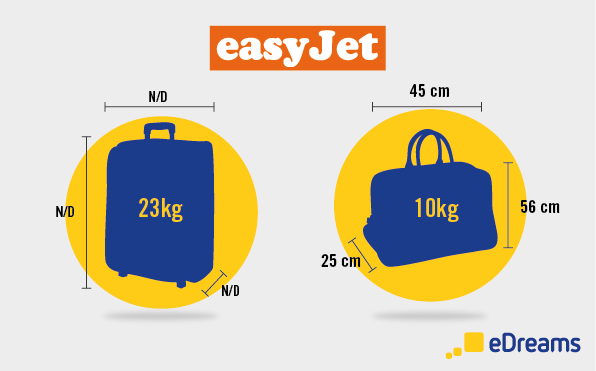 easyJet
N/D
N/D
23kg
N/D
45 cm
10kg
56 cm
25 cm
eDreams